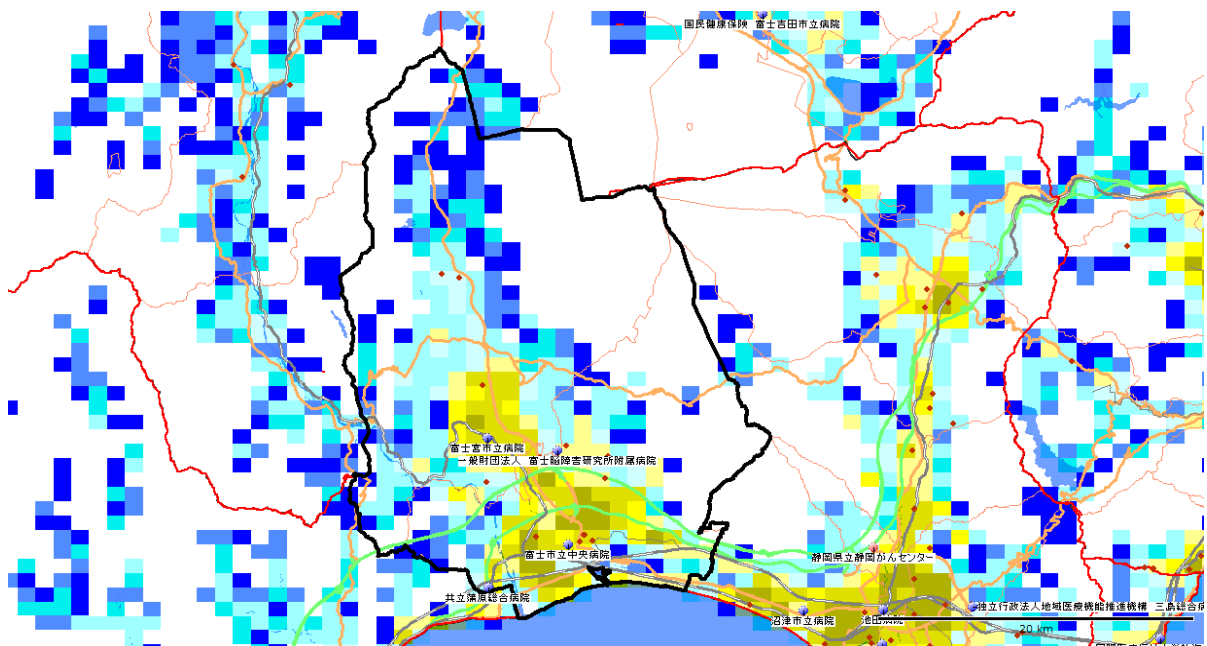 国民健康保険 富士吉田市立病院
富士宮市立病院
一般財団法人 富士脳障害研究所附属病院
富士市立中央病院
静岡県立静岡がんセンター
共立蒲原総合病院
独立行政法人地域医療機能推進機構 三島総合病
沼津市立病院
池田病院
20 km